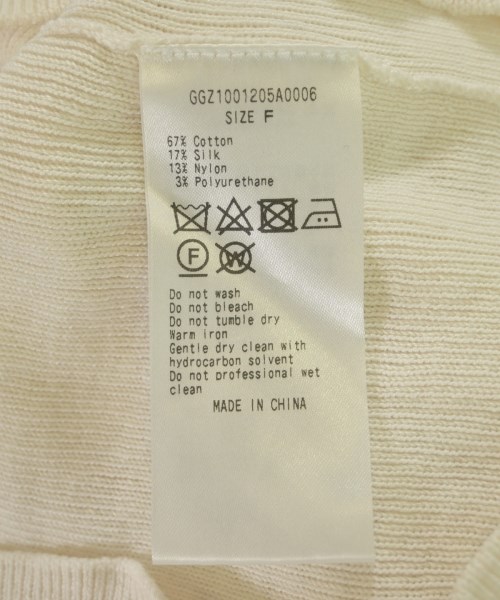 GGZ1001205A0006
SIZE F
67% Cotton
17% Silk
13% Nylon
3% Polyurethane
F W
Do not wash
Do not bleach
Do not tumble dry
Warm iron
Gentle dry clean with
hydrocarbon solvent
Do not professional wet
clean
MADE IN CHINA